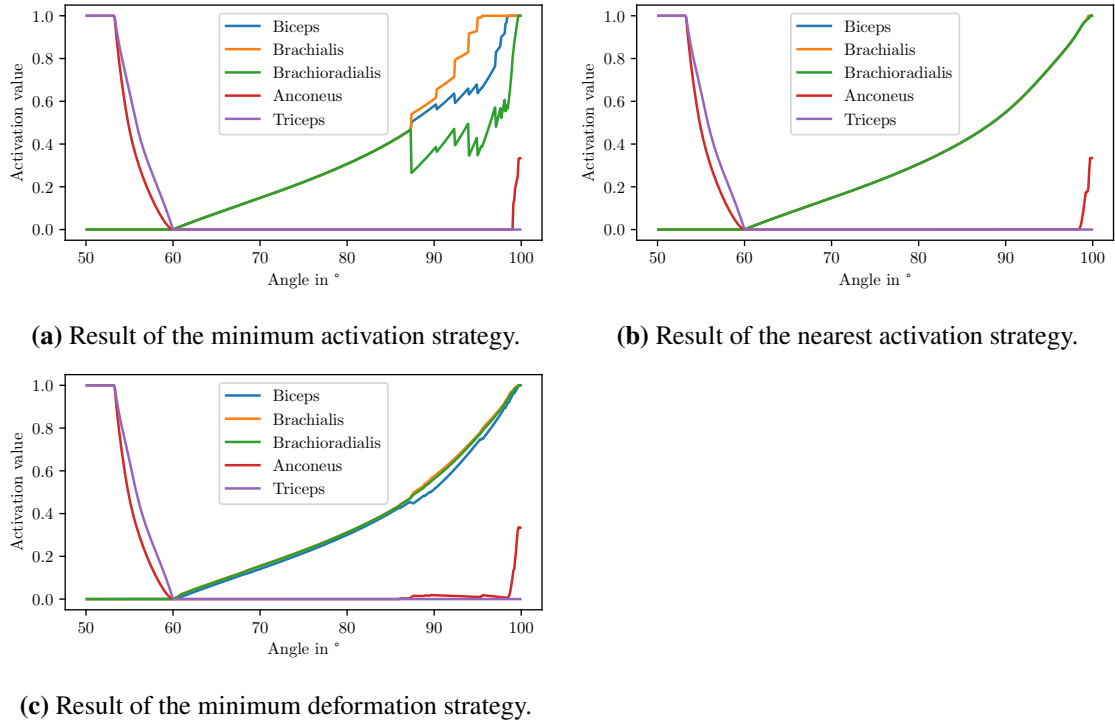 Activation value
1.0
0.8
0.6
0.4
0.2
0.0
Biceps
Brachialis
Brachioradialis
Anconeus
Triceps
50 60 70 80 90 100
Angle in °
(a) Result of the minimum activation strategy.
Activation value
1.0
0.8
0.6
0.4
0.2
0.0
Biceps
Brachialis
Brachioradialis
Anconeus
Triceps
50 60 70 80 90 100
Angle in °
(b) Result of the nearest activation strategy.
Activation value
1.0
0.8
0.6
0.4
0.2
0.0
Biceps
Brachialis
Brachioradialis
Anconeus
Triceps
50 60 70 80 90 100
Angle in °
(c) Result of the minimum deformation strategy.